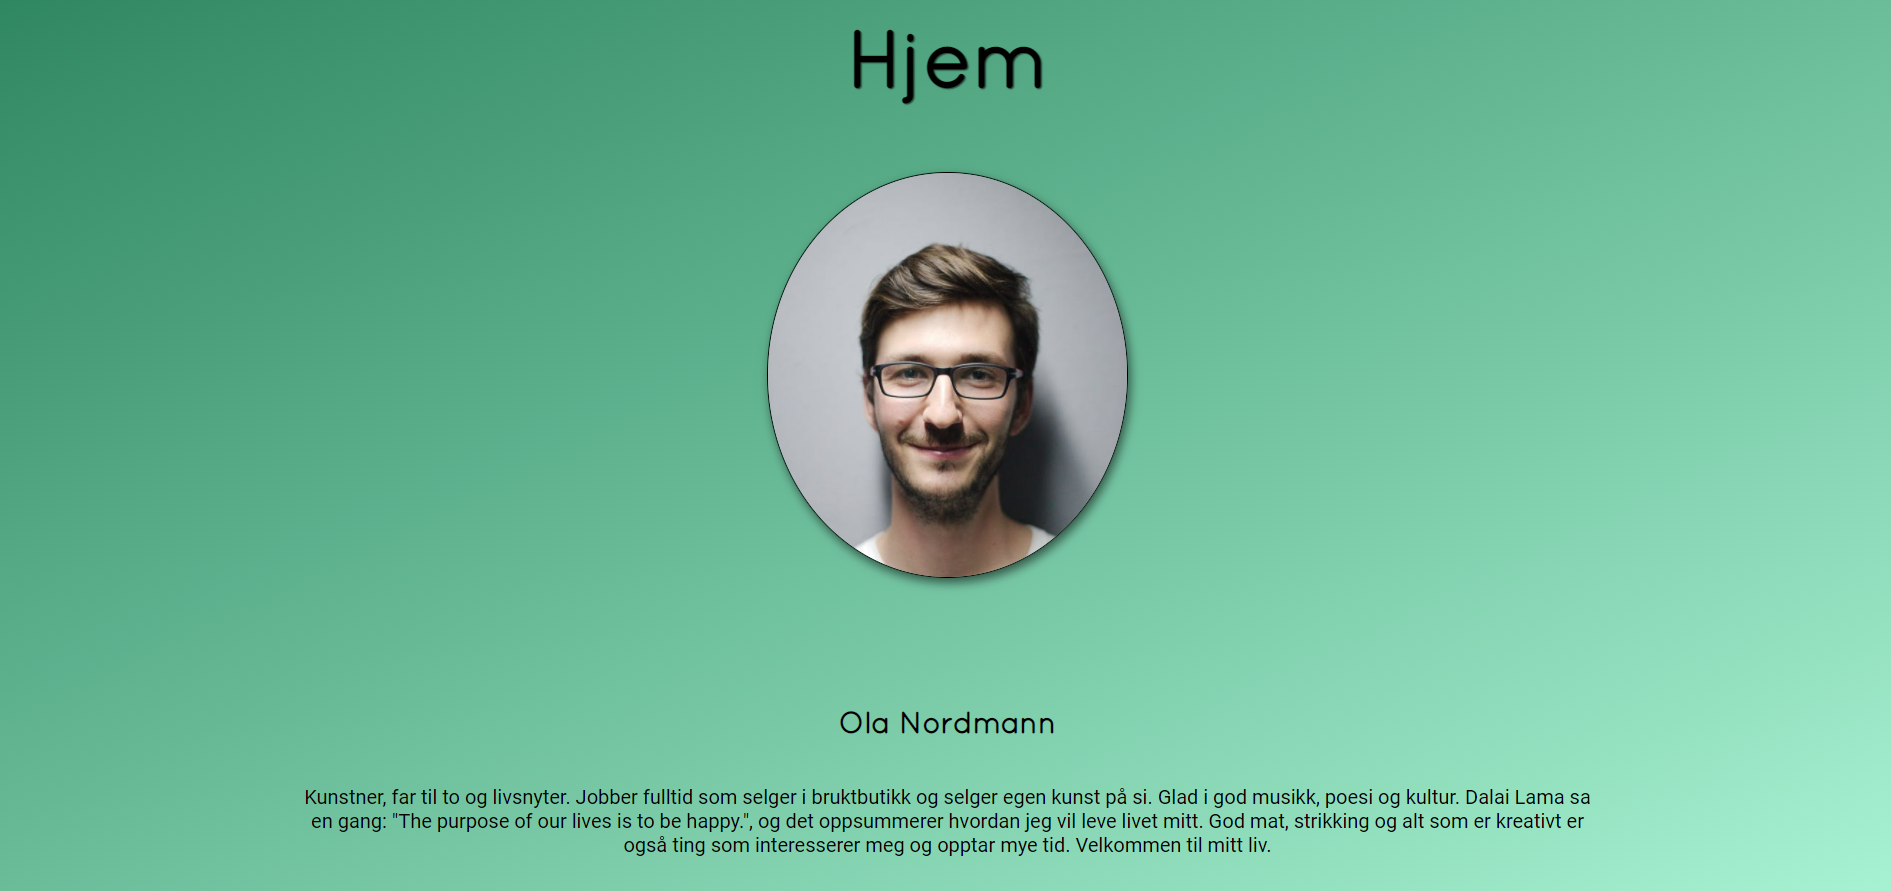 Hjem
Ola Nordmann
Kunstner, far til to og livsnyter. Jobber fulltid som selger i bruktbutikk og selger egen kunst på si. Glad i god musikk, poesi og kultur. Dalai Lama sa
en gang: "The purpose of our lives is to be happy.", og det oppsummerer hvordan jeg vil leve livet mitt. God mat, strikking og alt som er kreativt er
også ting som interesserer meg og opptar mye tid. Velkommen til mitt liv.